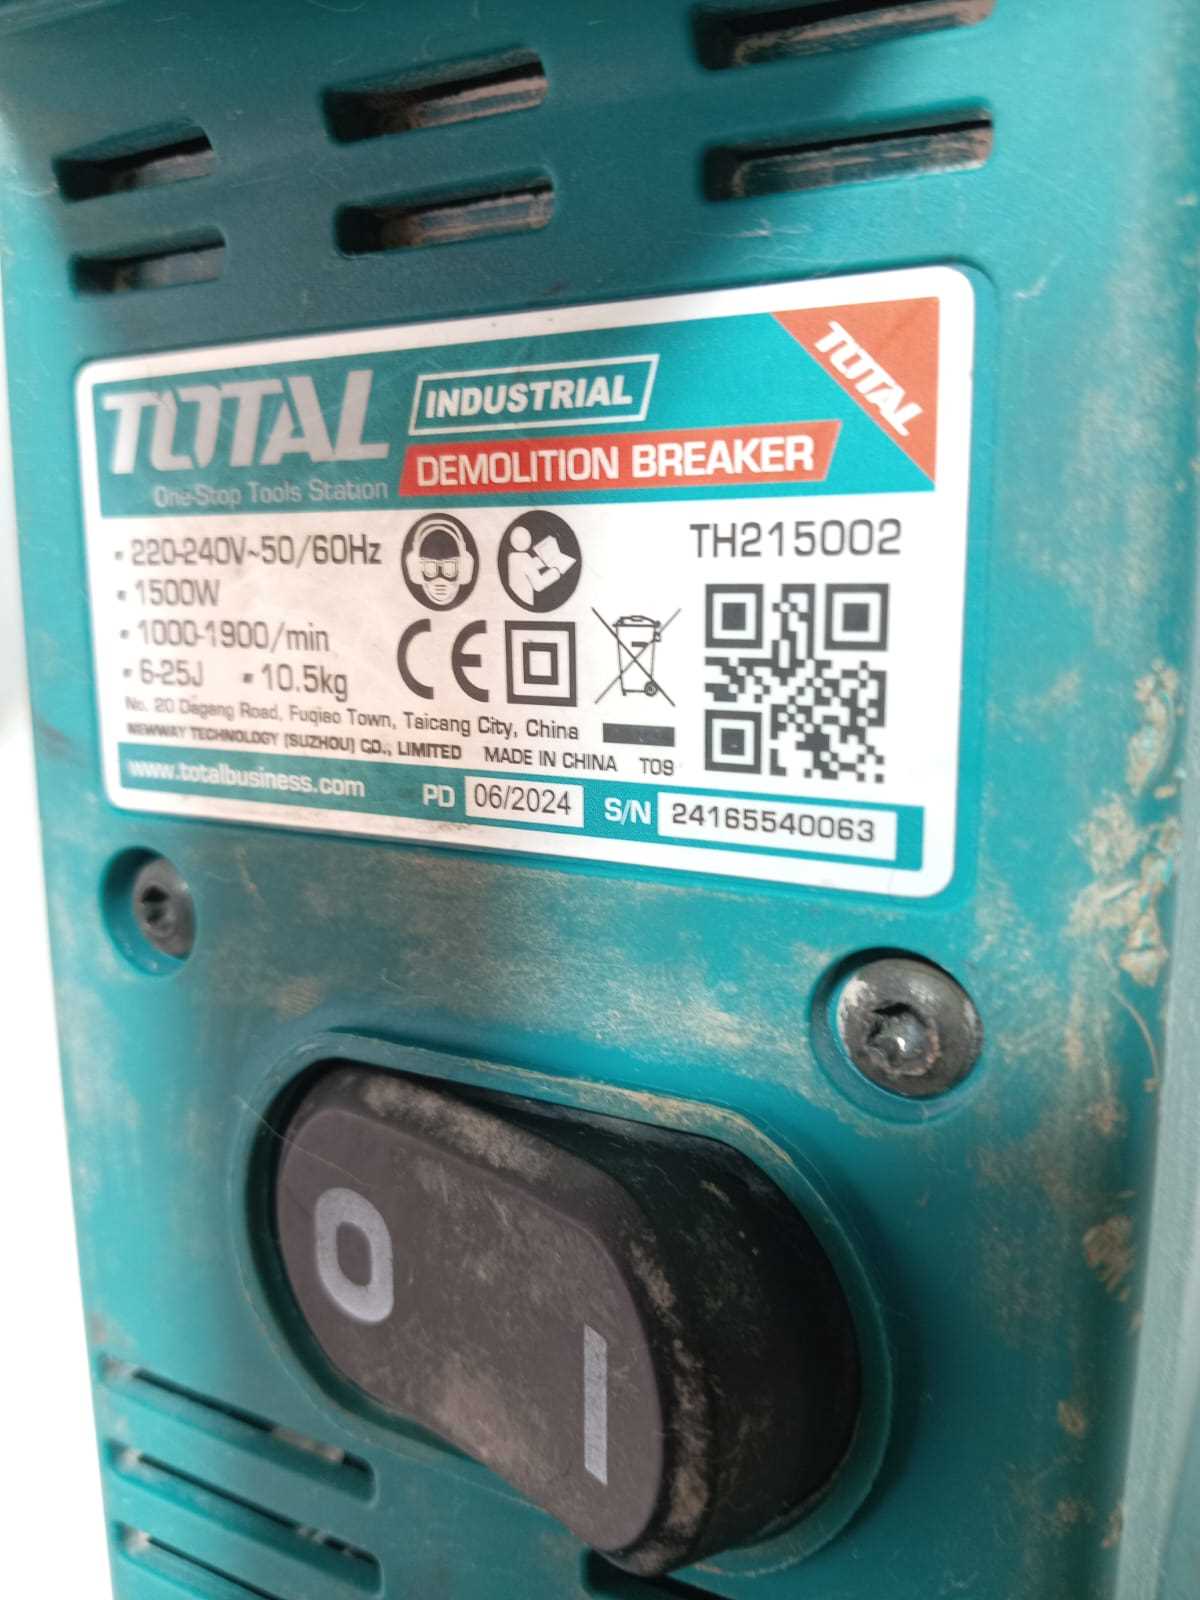 TOTAL
One-Stop Tools Station
INDUSTRIAL
DEMOLITION BREAKER
TOTAL
▪ 220-240V~50/60Hz
▪ 1500W
▪ 1000-1900/min
▪ 6-25J ▪ 10.5kg
TH215002
CE
No. 20 Dagang Road, Fuqiao Town, Taicang City, China
NEWWAY TECHNOLOGY (SUZHOU) CO., LIMITED MADE IN CHINA T09
www.totalbusiness.com PD 06/2024 S/N 24165540063
O
I